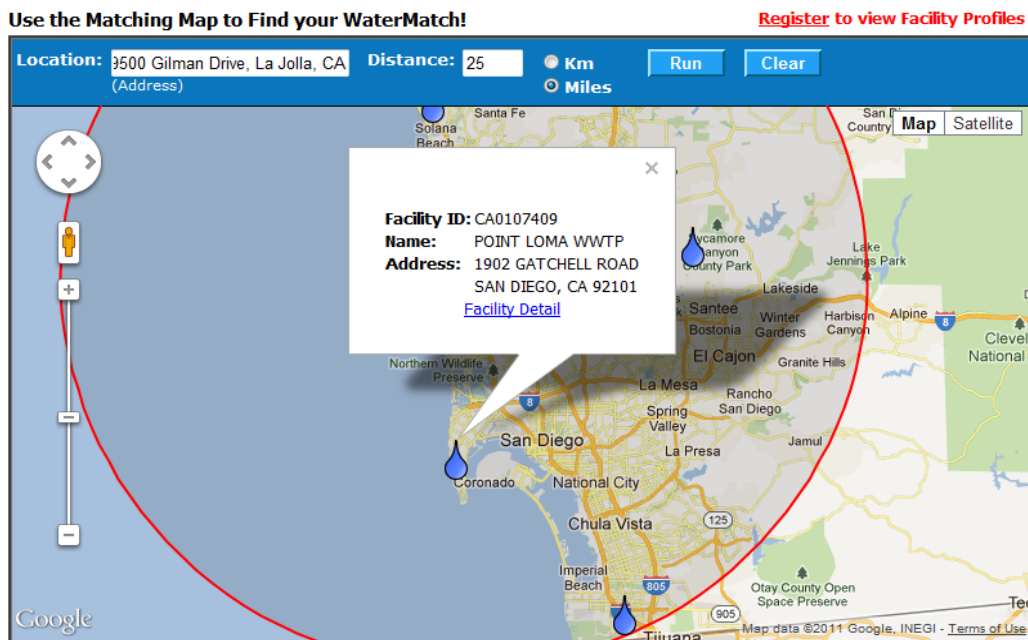 Use the Matching Map to Find your WaterMatch!
Register to view Facility Profiles
Location:
9500 Gilman Drive, La Jolla, CA
(Address)
Distance:
25
Km
Miles
Run
Clear
Santa Fe
Solana
Beach
Country
Map
Satellite
Facility ID: CA0107409
Name: POINT LOMA WWTP
Address: 1902 GATCHELL ROAD
SAN DIEGO, CA 92101
Facility Detail
County Park
Lake
Jennings Park
Lakeside
Santee
Winter
Gardens
Bostonia
Harbison
Canyon
Alpine
8
National
El Cajon
Granite Hills
Northern Wildlife
Preserve
La Mesa
Rancho
San Diego
8
Spring
Valley
San Diego
La Presa
Jamul
Coronado
National City
Chula Vista
125
Imperial
Beach
805
Otay County Open
Space Preserve
905
Tijuana
Google
Map data ©2011 Google, INEGI - Terms of Use